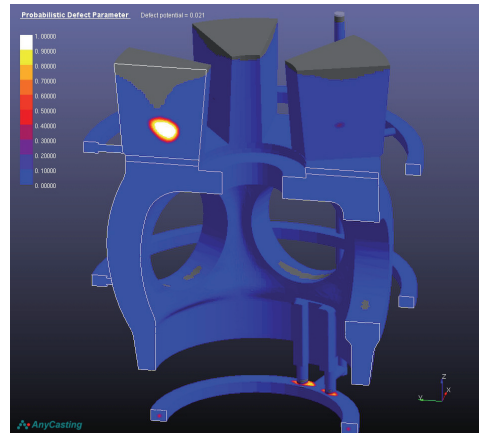 Probabilistic Defect Parameter Defect potential = 0.021
1.00000
0.90000
0.80000
0.70000
0.60000
0.50000
0.40000
0.30000
0.20000
0.10000
0.00000
Z
X
Y
AnyCasting